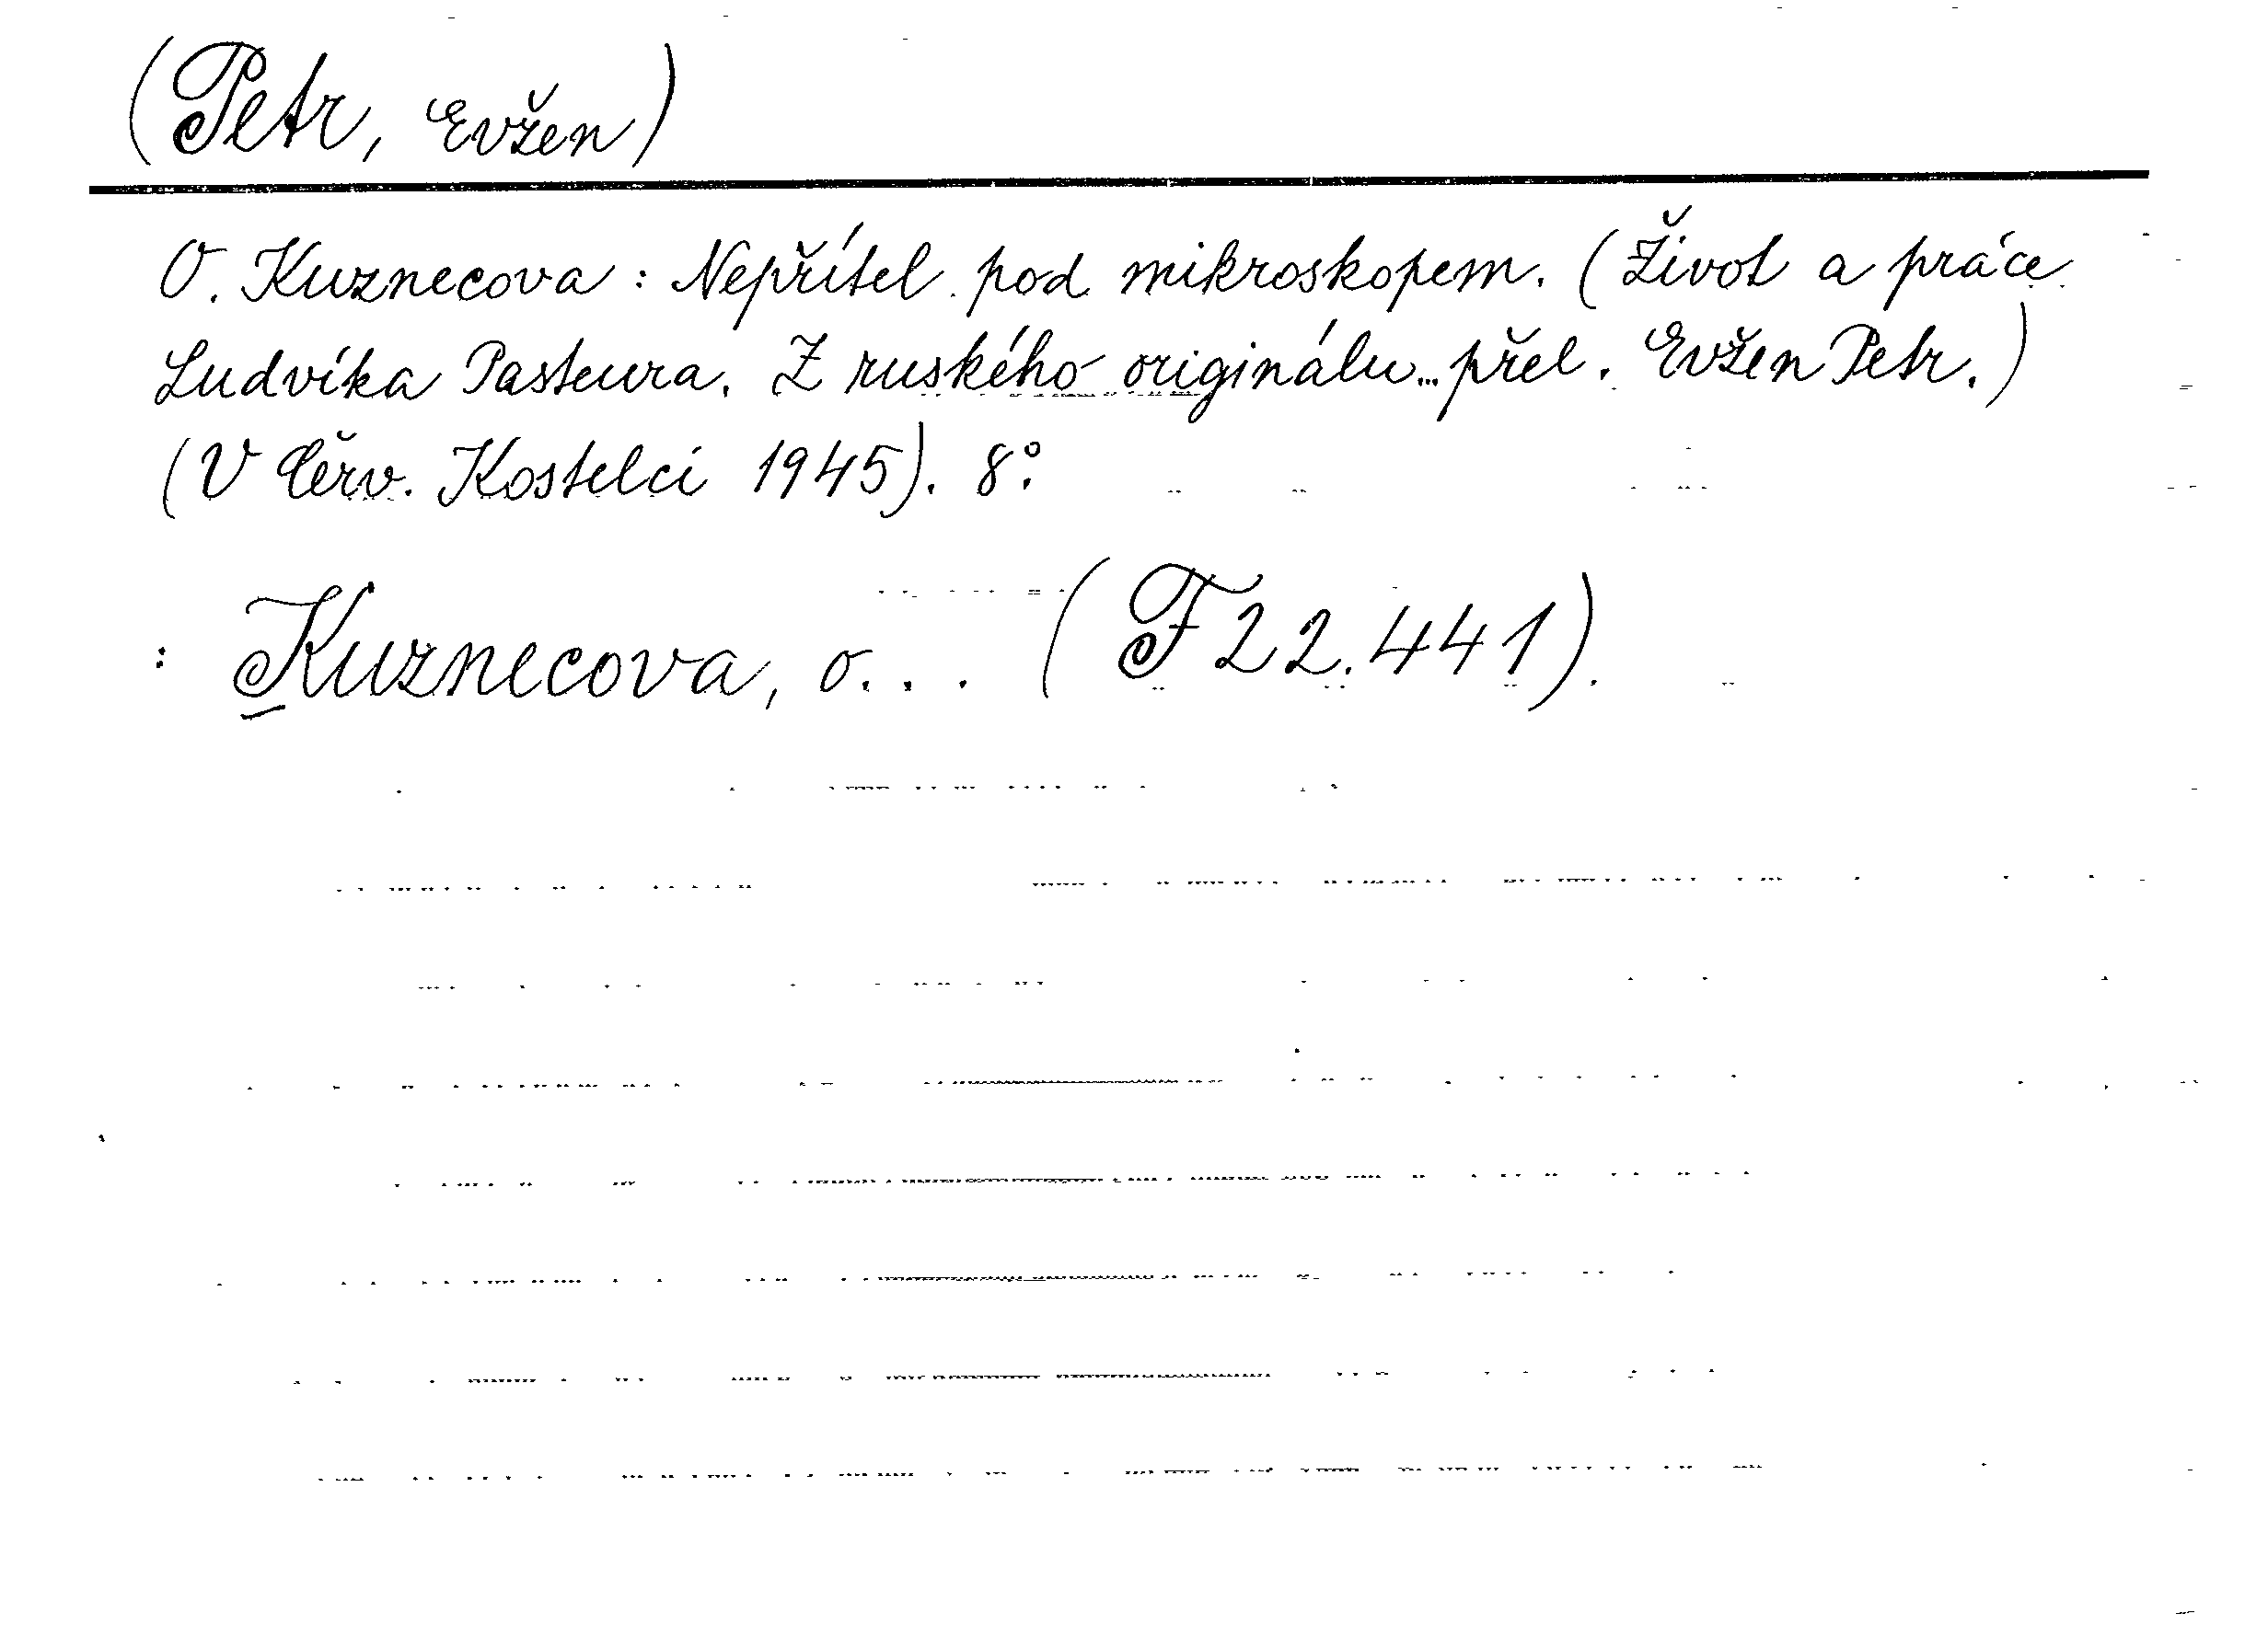 (Petr, Evžen)
O. Kuznecova: Nepřítel pod mikroskopem. (Život a práce
Ludvíka Pasteura. Z ruského originálu... přel. Evžen Petr.)
(V Červ. Kostelci 1945). 8°.
: Kuznecova, O... (F 22.441).